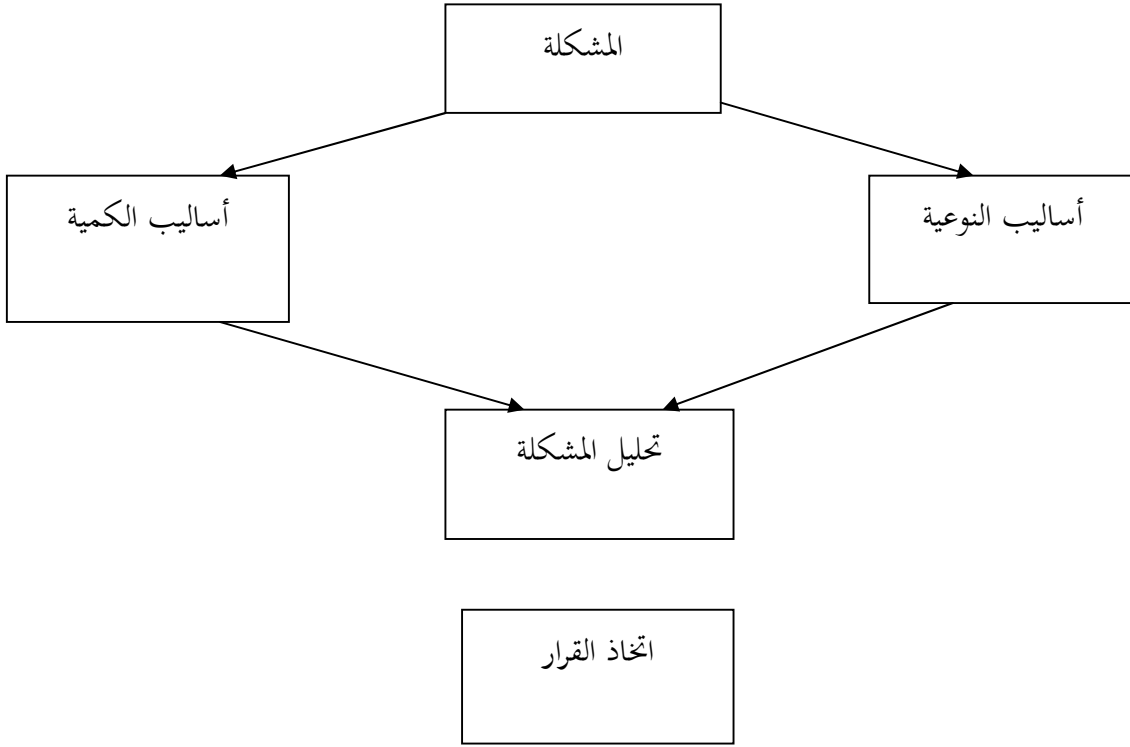 المشكلة
أساليب النوعية
أساليب الكمية
تحليل المشكلة
اتخاذ القرار